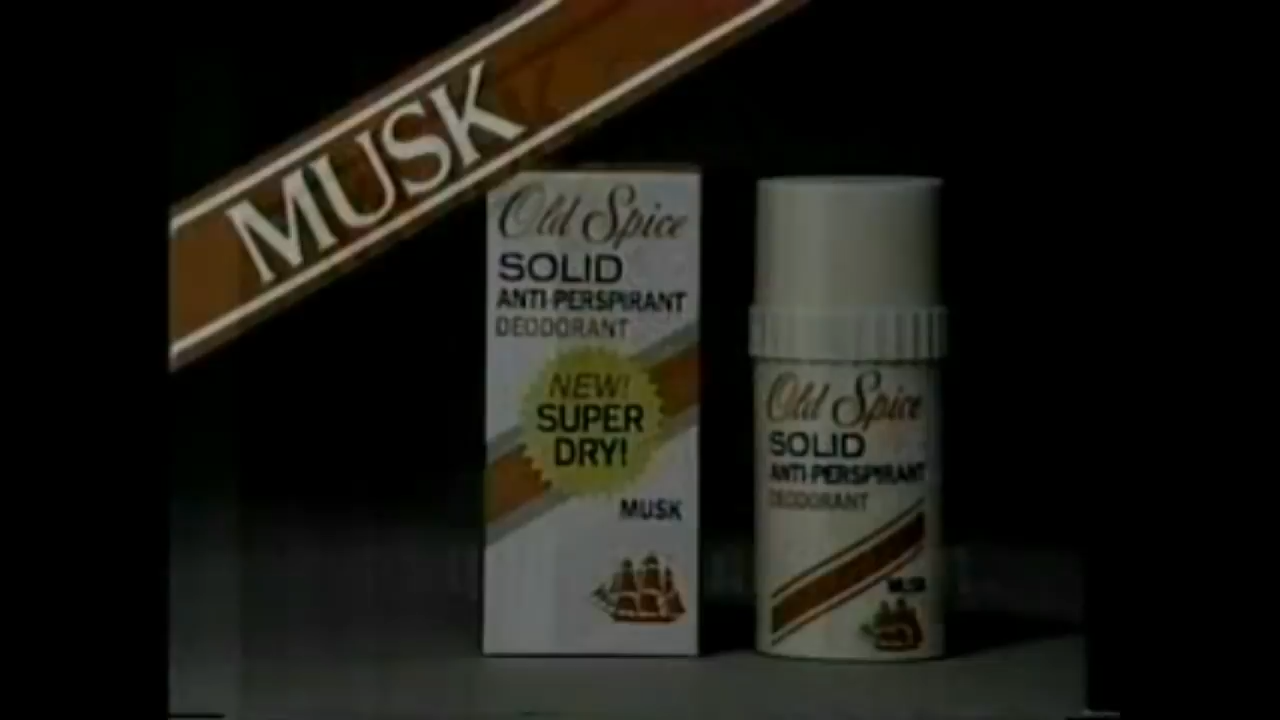 MUSK
Old Spice
SOLID
ANTI-PERSPIRANT
DEODORANT
NEW!
SUPER
DRY!
MUSK
Old Spice
SOLID
ANTI-PERSPIRANT
DEODORANT
MUSK